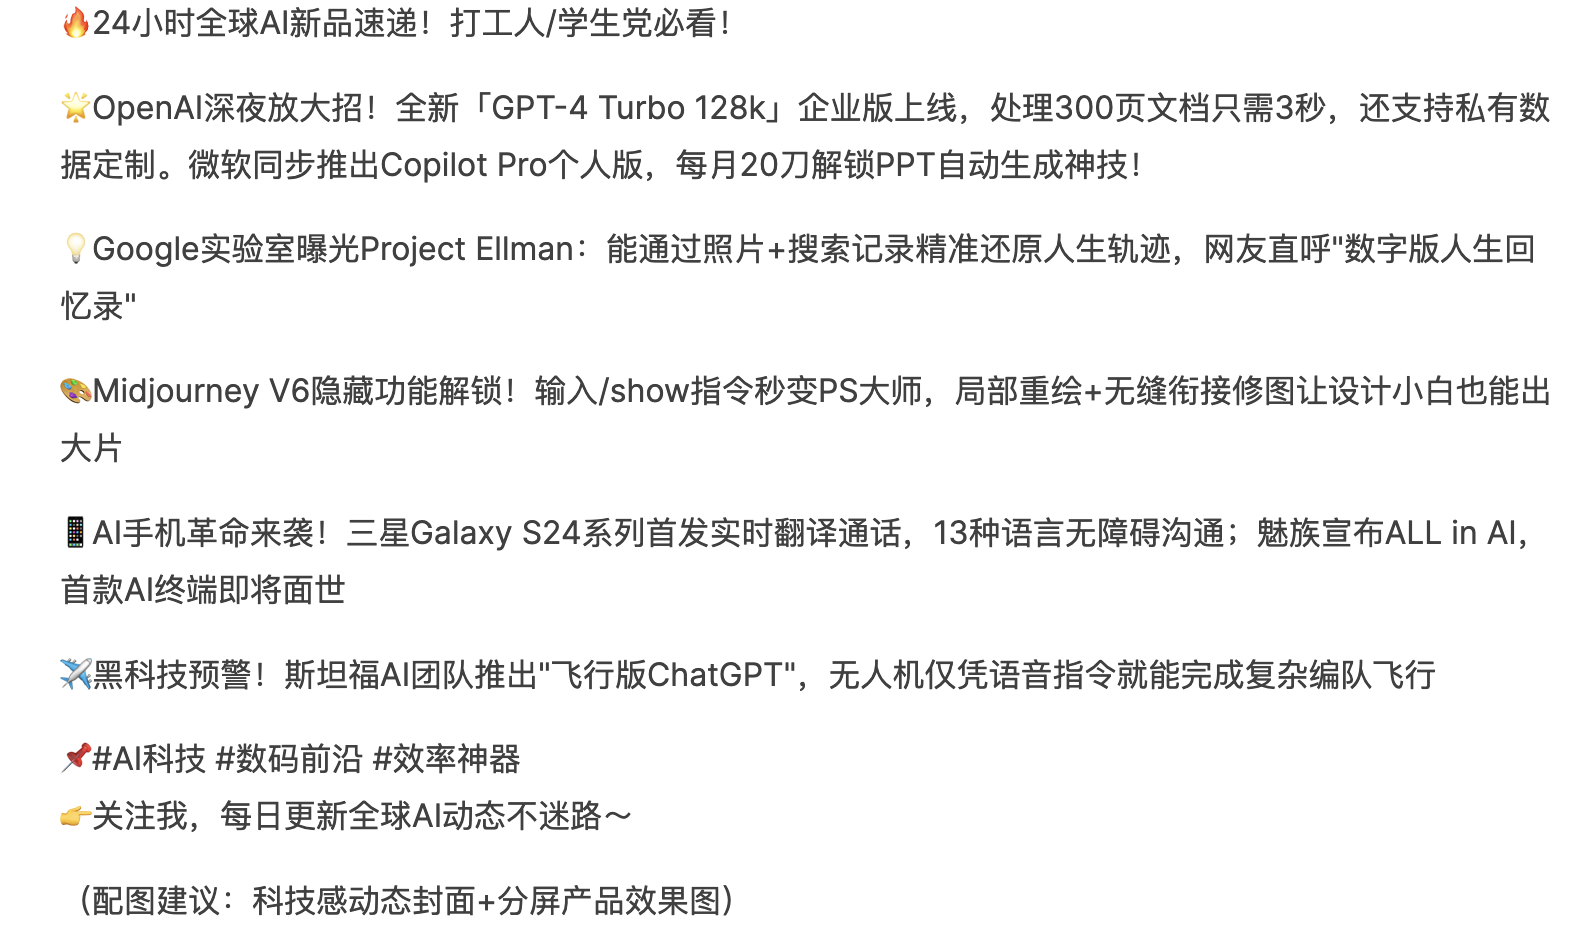 🔥24小时全球AI新品速递！打工人/学生党必看！
🌟OpenAI深夜放大招！全新「GPT-4 Turbo 128k」企业版上线，处理300页文档只需3秒，还支持私有数
据定制。微软同步推出Copilot Pro个人版，每月20刀解锁PPT自动生成神技！
💡Google实验室曝光Project Ellman：能通过照片+搜索记录精准还原人生轨迹，网友直呼"数字版人生回
忆录"
🎨Midjourney V6隐藏功能解锁！输入/show指令秒变PS大师，局部重绘+无缝衔接修图让设计小白也能出
大片
📱AI手机革命来袭！三星Galaxy S24系列首发实时翻译通话，13种语言无障碍沟通；魅族宣布ALL in AI，
首款AI终端即将面世
✈️黑科技预警！斯坦福AI团队推出"飞行版ChatGPT"，无人机仅凭语音指令就能完成复杂编队飞行
📌#AI科技 #数码前沿 #效率神器
👉关注我，每日更新全球AI动态不迷路～
（配图建议：科技感动态封面+分屏产品效果图）